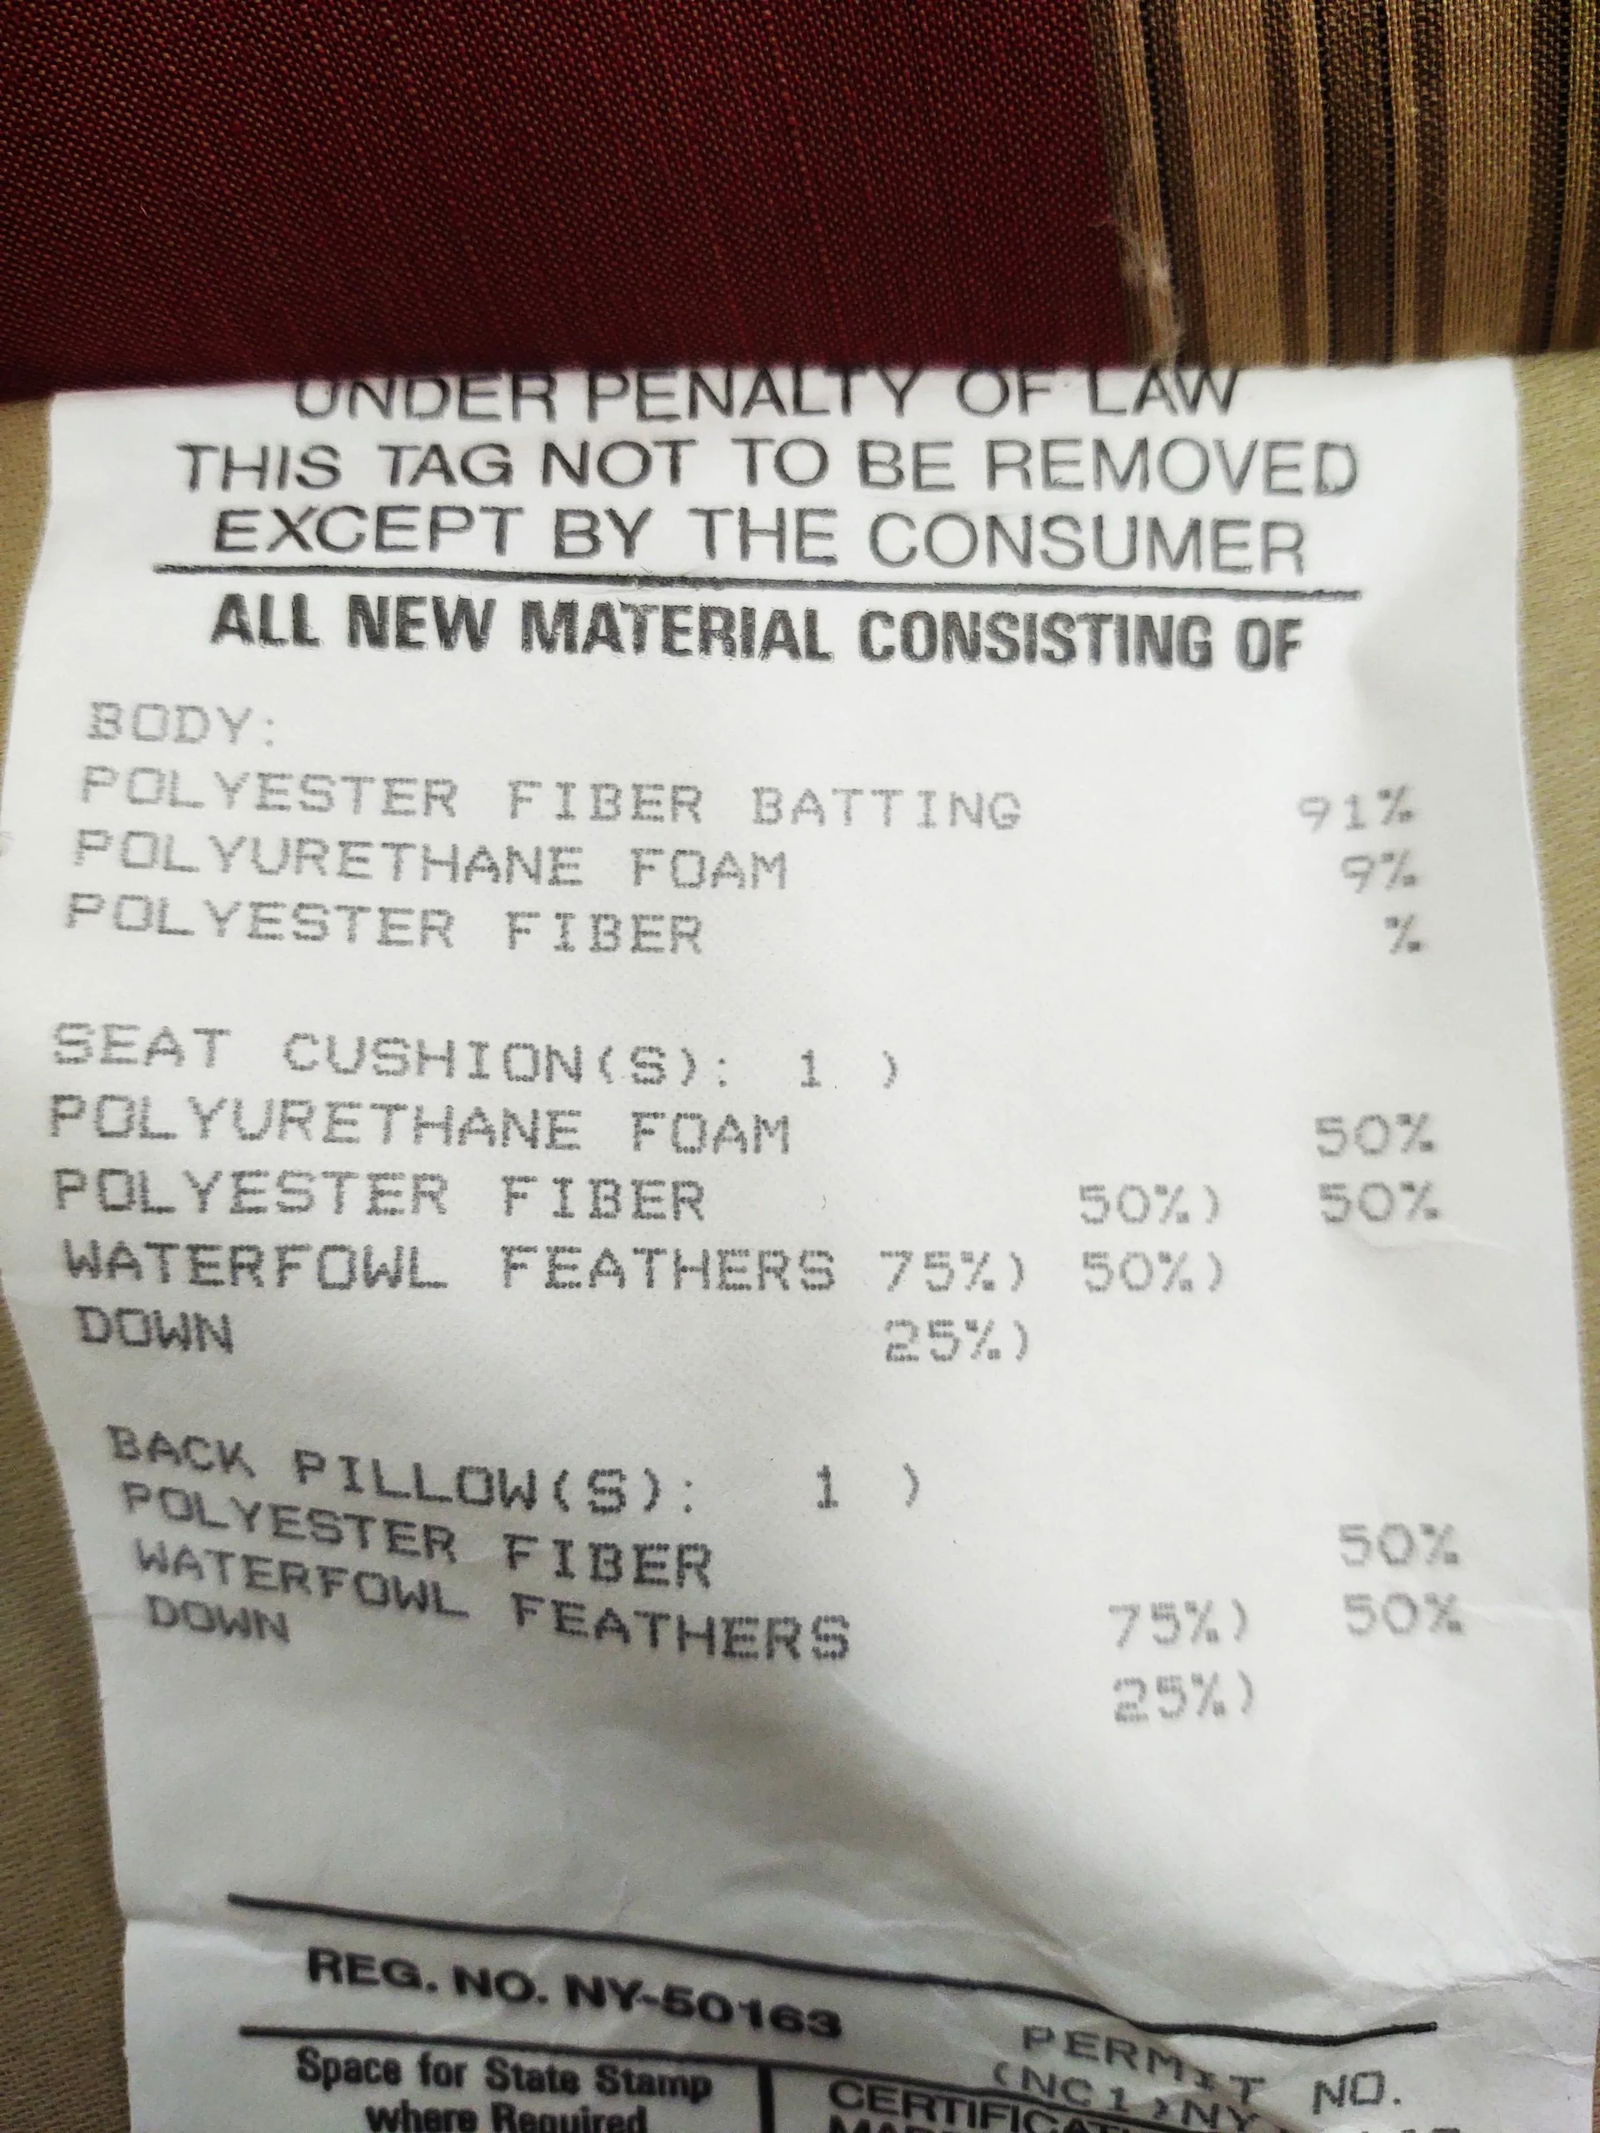 UNDER PENALTY OF LAW
THIS TAG NOT TO BE REMOVED
EXCEPT BY THE CONSUMER
ALL NEW MATERIAL CONSISTING OF
BODY:
POLYESTER FIBER BATTING 91%
POLYURETHANE FOAM 9%
POLYESTER FIBER %
SEAT CUSHION(S): 1 )
POLYURETHANE FOAM 50%
POLYESTER FIBER 50%) 50%
WATERFOWL FEATHERS 75%) 50%)
DOWN 25%)
BACK PILLOW(S): 1 )
POLYESTER FIBER 50%
WATERFOWL FEATHERS 75%) 50%
DOWN 25%)
REG. NO. NY-50163
PERMIT NO.
(NC1)NY
Space for State Stamp
where Required